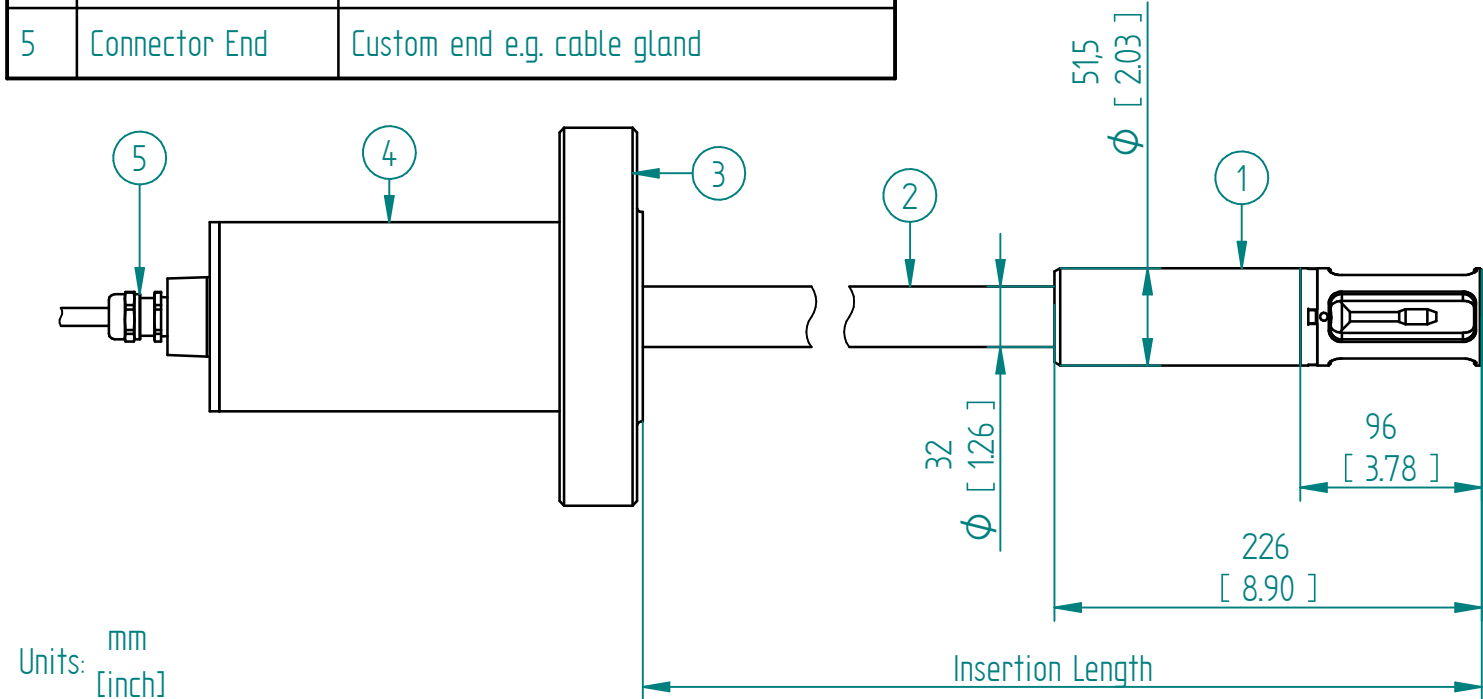 5 Connector End Custom end e.g. cable gland
51,5
ϕ [ 2.03 ]
5
4
3
2
1
32
ϕ [ 1.26 ]
96
[ 3.78 ]
226
[ 8.90 ]
Units: mm
[inch]
Insertion Length